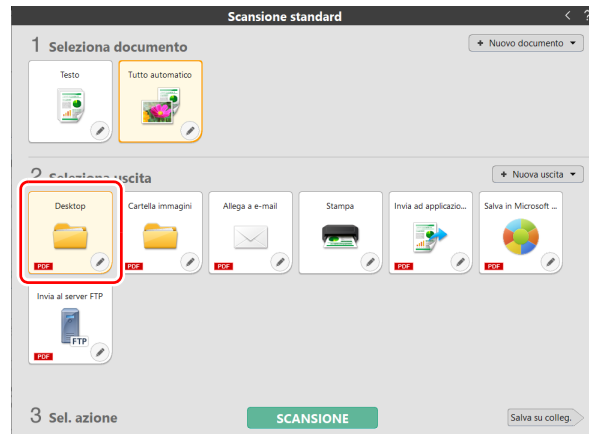 Scansione standard
< ?
1 Seleziona documento
+ Nuovo documento
Testo
Tutto automatico
2 Seleziona uscita
+ Nuova uscita
Desktop
Cartella immagini
Allega a e-mail
Stampa
Invia ad applicazio...
Salva in Microsoft ...
PDF
PDF
PDF
PDF
PDF
Invia al server FTP
FTP
PDF
3 Sel. azione
SCANSIONE
Salva su colleg.